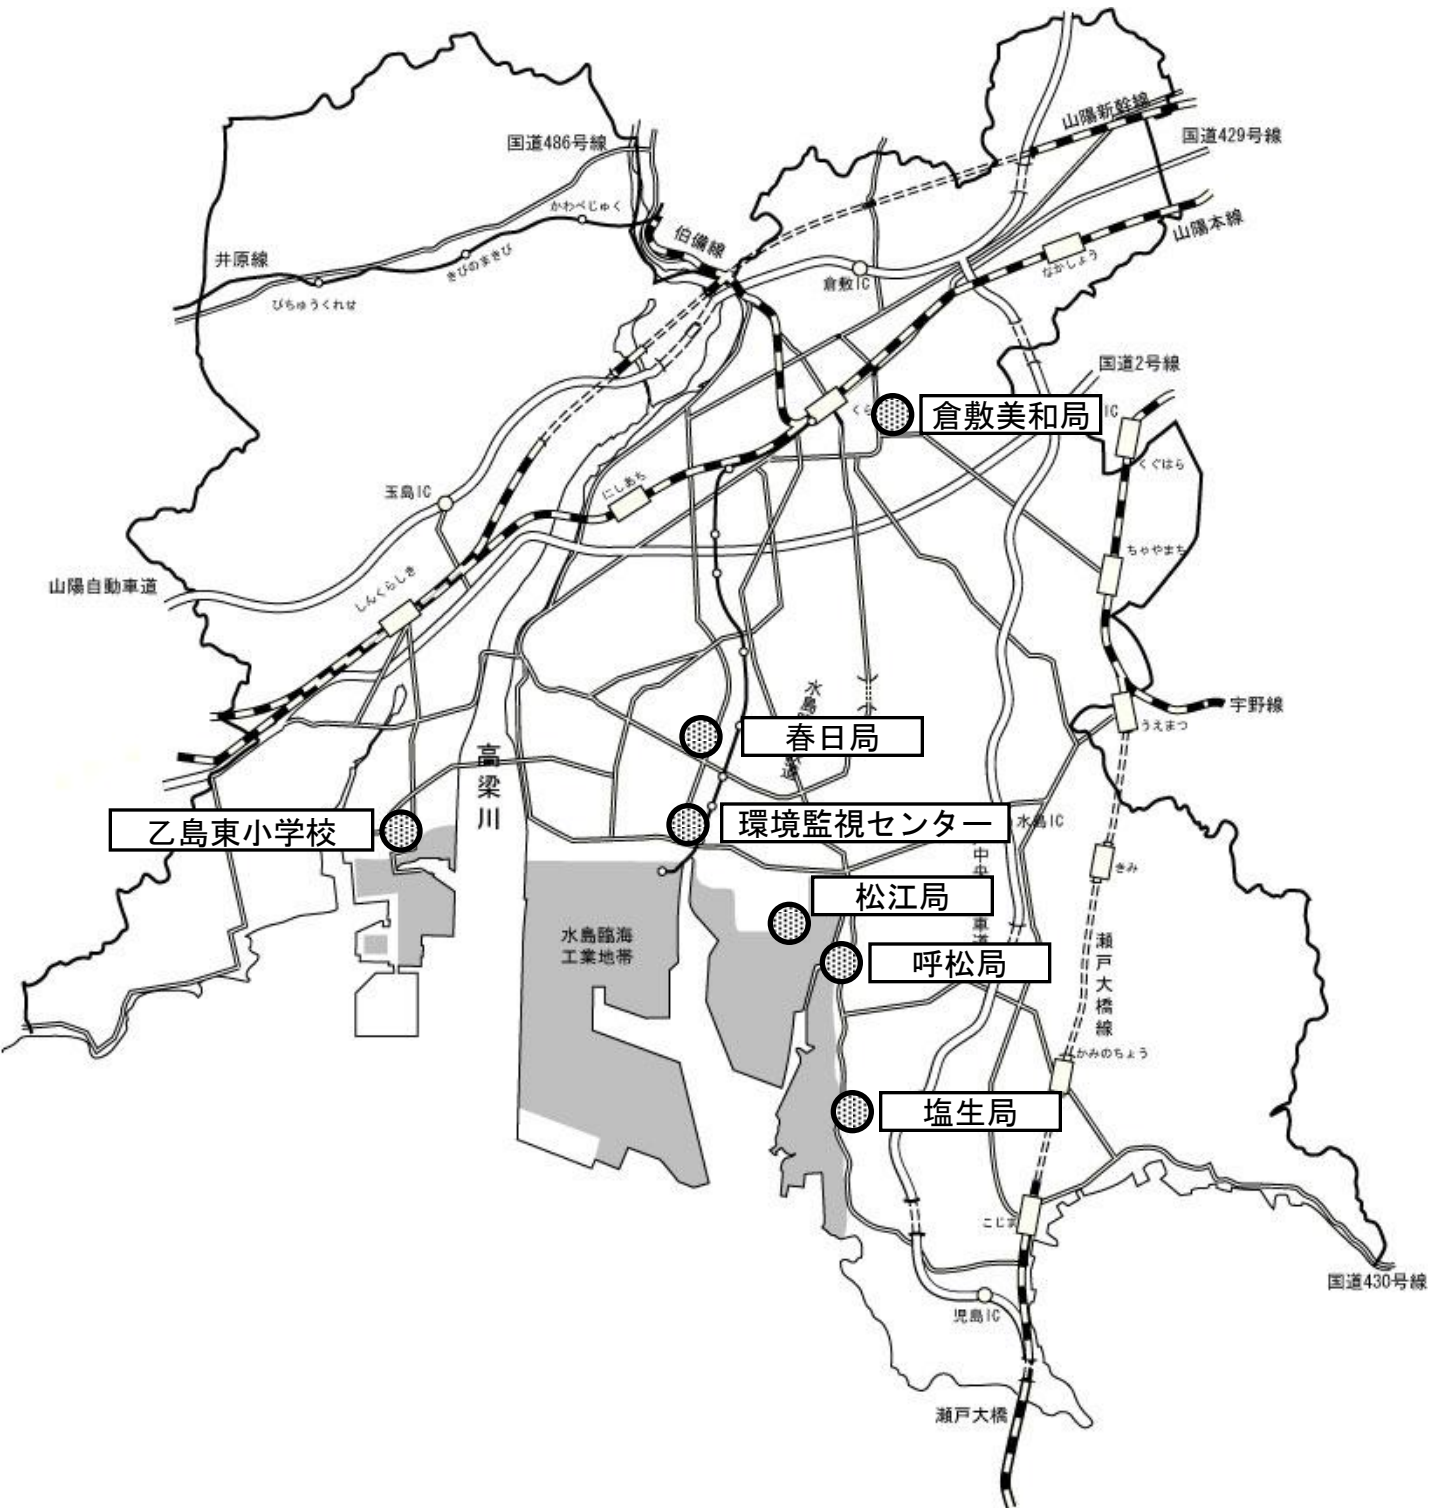 山陽新幹線
国道486号線
国道429号線
かわべじゅく
伯備線
山陽本線
井原線
きびのまきび
なかしょう
倉敷IC
びちゅうくれせ
国道2号線
倉敷美和局
IC
くら
くぐはら
にしあち
玉島IC
ちゃやまち
山陽自動車道
しんくらしき
宇野線
うえまつ
水島
道
春日局
高梁川
乙島東小学校
環境監視センター
水島IC
中央
車道
きみ
松江局
水島臨海
工業地帯
呼松局
瀬戸大橋線
かみのちょう
塩生局
こじま
国道430号線
児島IC
瀬戸大橋